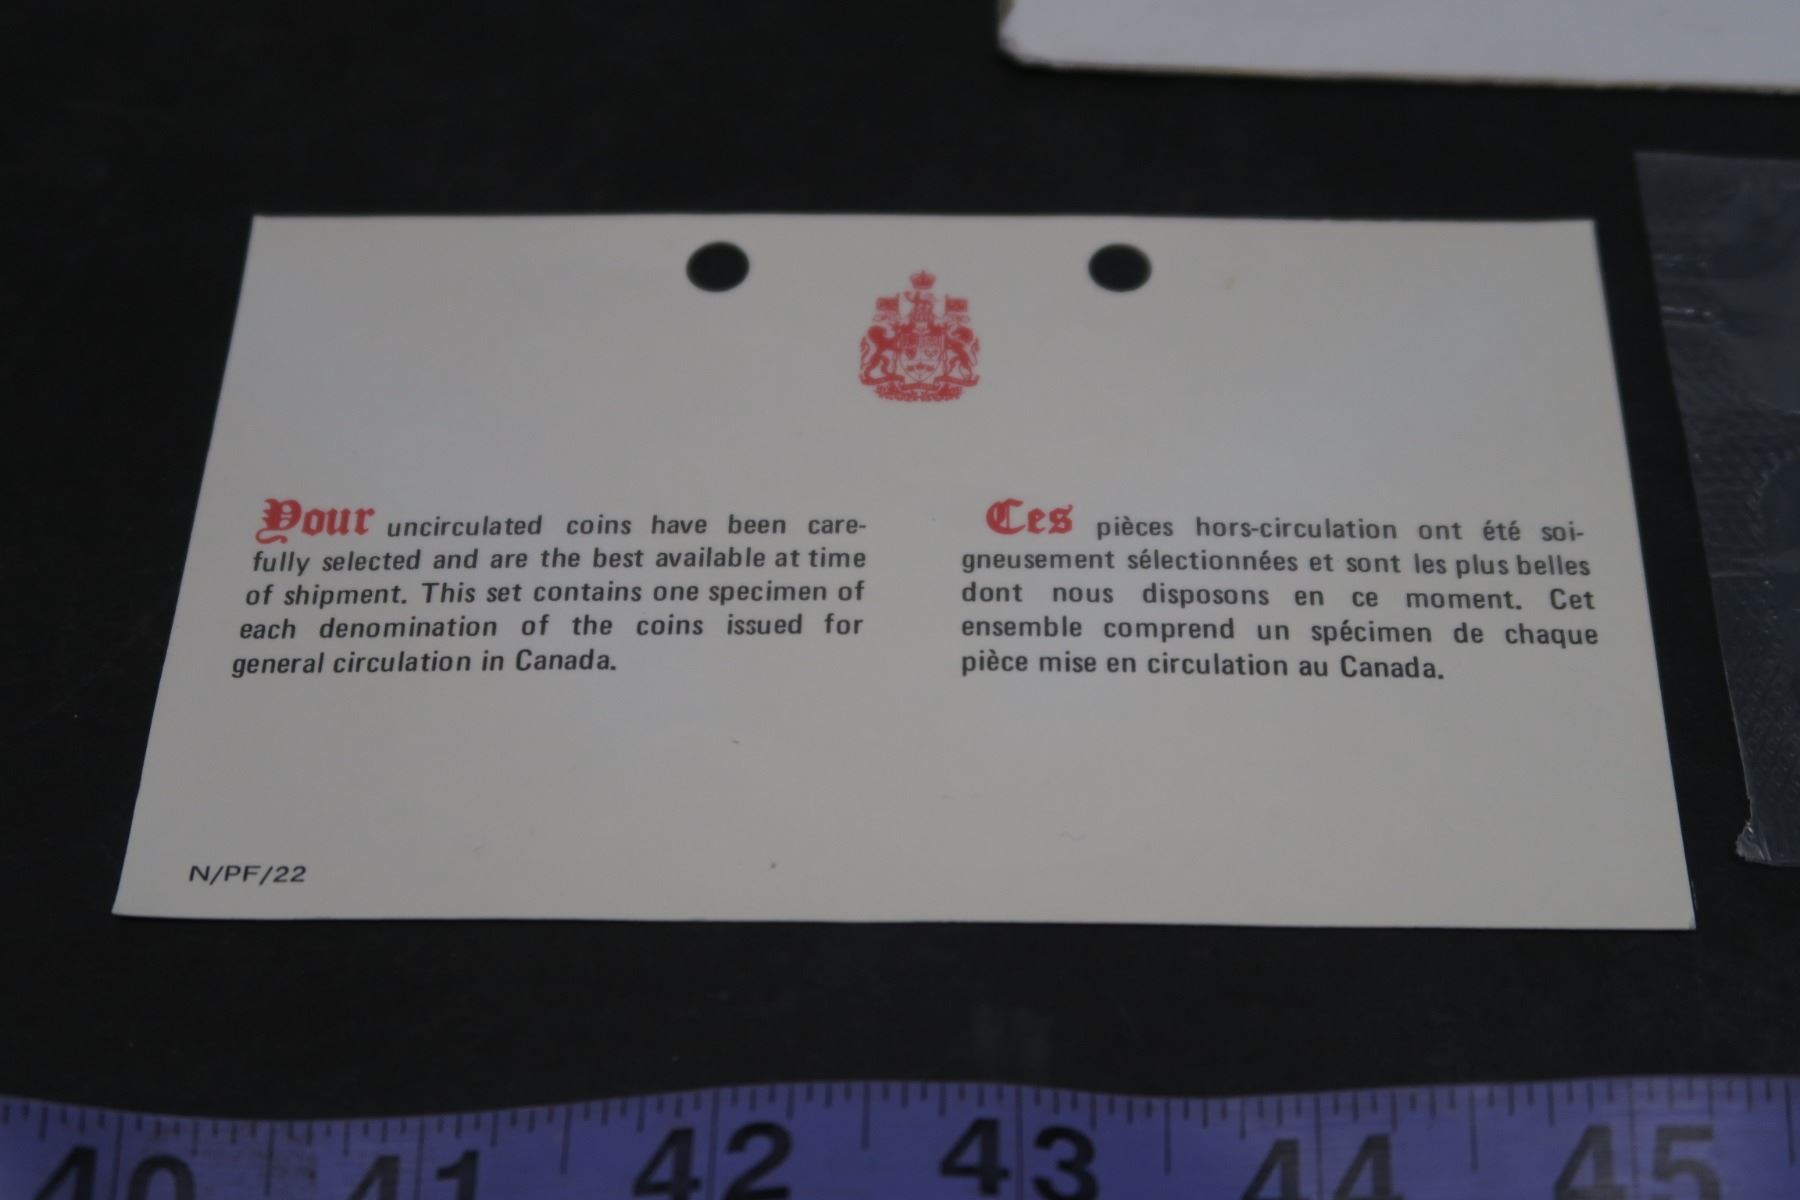 Your uncirculated coins have been care-
fully selected and are the best available at time
of shipment. This set contains one specimen of
each denomination of the coins issued for
general circulation in Canada.
Ces pièces hors-circulation ont été soi-
gneusement sélectionnées et sont les plus belles
dont nous disposons en ce moment. Cet
ensemble comprend un spécimen de chaque
pièce mise en circulation au Canada.
N/PF/22
40 41 42 43 44 45